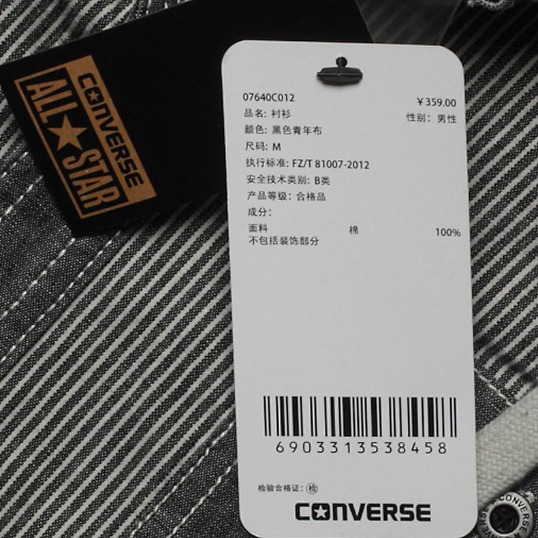 CONVERSE
ALL STAR
07640C012 ￥359.00
品名: 衬衫 性别: 男性
颜色: 黑色青年布
尺码: M
执行标准: FZ/T 81007-2012
安全技术类别: B类
产品等级: 合格品
成分:
面料 棉 100%
不包括装饰部分
6903313538458
检验合格证: 检
CONVERSE
CONVERSE